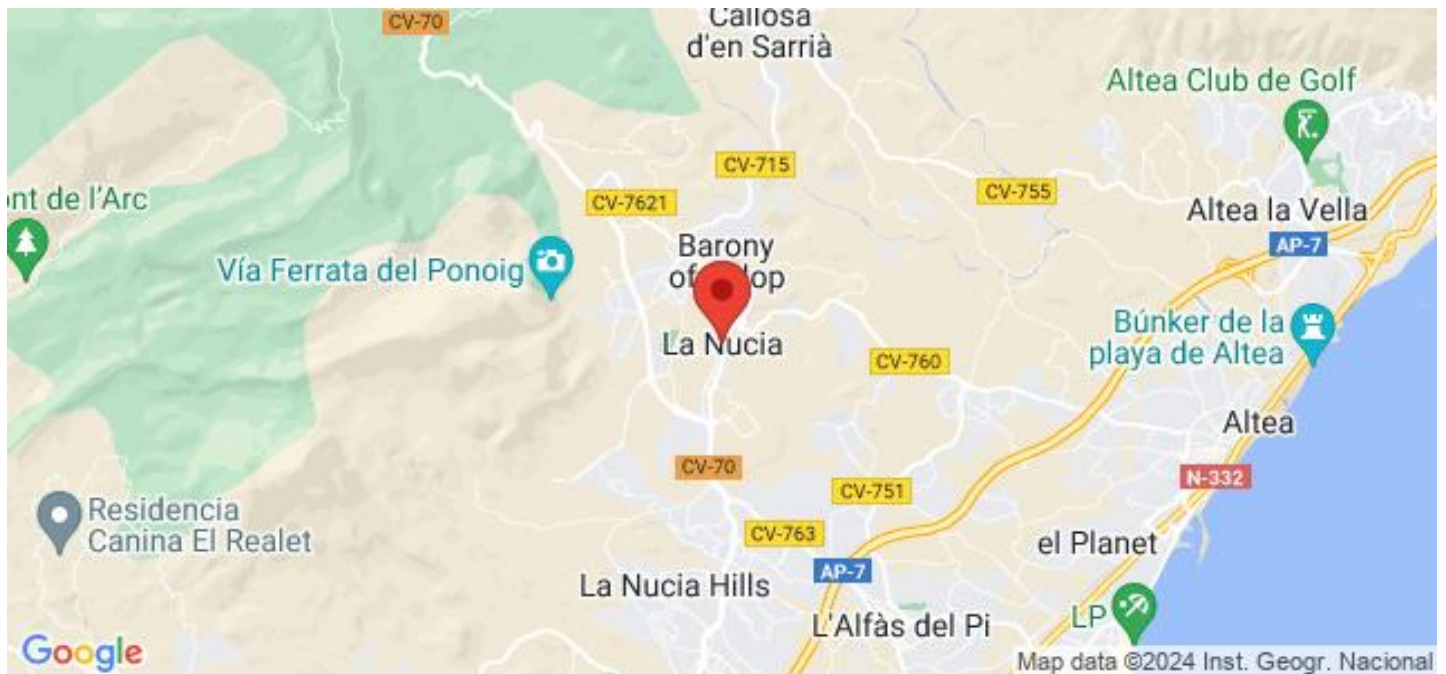 CV-70
Callosa
d'en Sarrià
Altea Club de Golf
CV-715
CV-755
CV-7621
ont de l'Arc
Altea la Vella
AP-7
Barony
of
Vía Ferrata del Ponoig
Búnker de la
playa de Altea
La Nucia
CV-760
Altea
CV-70
N-332
CV-751
Residencia
Canina El Realet
CV-763
el Planet
AP-7
La Nucia Hills
L'Alfàs del Pi
LP
Google
Map data ©2024 Inst. Geogr. Nacional